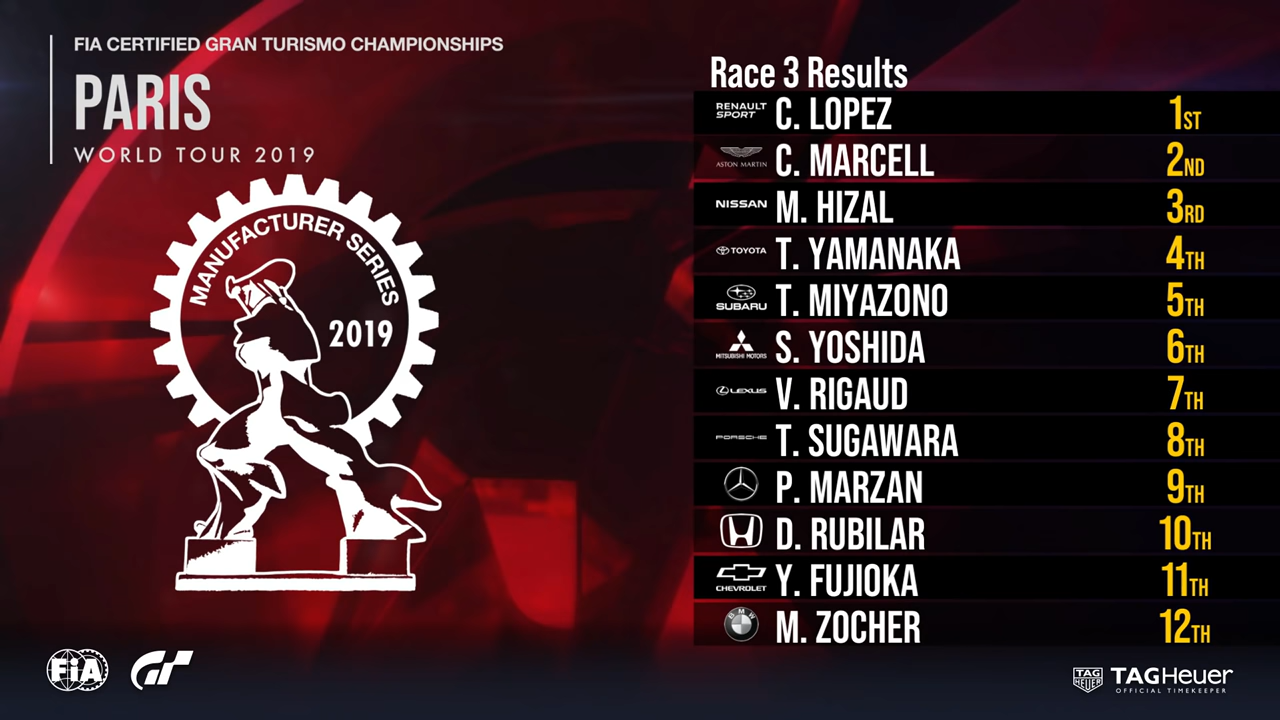 FIA CERTIFIED GRAN TURISMO CHAMPIONSHIPS
PARIS
WORLD TOUR 2019
MANUFACTURER SERIES
2019
Race 3 Results
RENAULT SPORT C. LOPEZ 1ST
ASTON MARTIN C. MARCELL 2ND
NISSAN M. HIZAL 3RD
TOYOTA T. YAMANAKA 4TH
SUBARU T. MIYAZONO 5TH
MITSUBISHI MOTORS S. YOSHIDA 6TH
LEXUS V. RIGAUD 7TH
PORSCHE T. SUGAWARA 8TH
P. MARZAN 9TH
D. RUBILAR 10TH
CHEVROLET Y. FUJIOKA 11TH
BMW M. ZOCHER 12TH
FiA GT
TAG HEUER TAGHeuer
OFFICIAL TIMEKEEPER